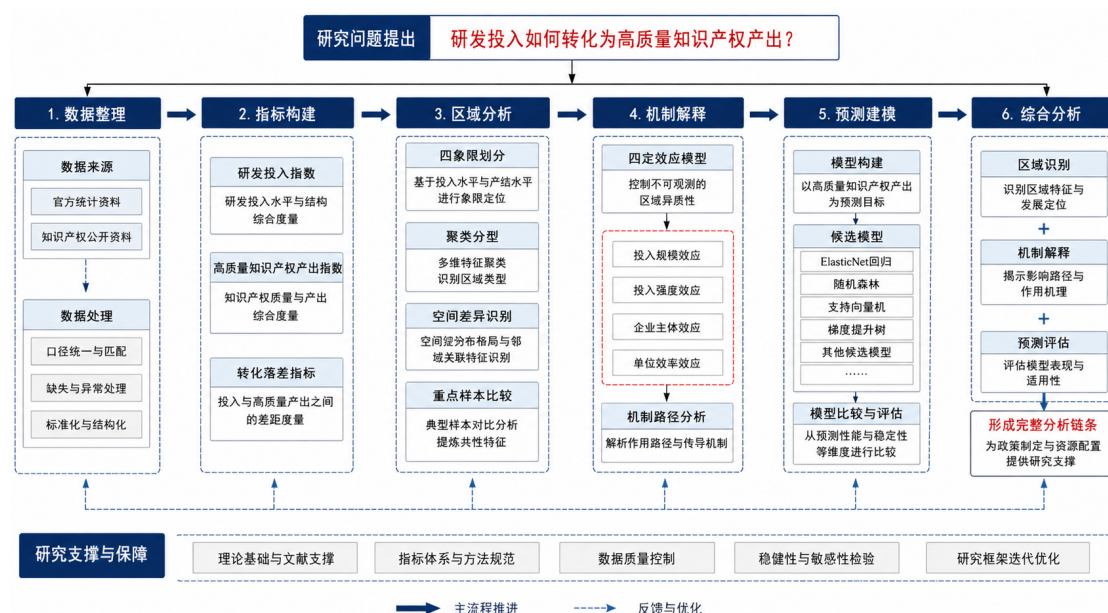 研究问题提出
研发投入如何转化为高质量知识产权产出?
1. 数据整理
数据来源
官方统计资料
知识产权公开资料
数据处理
口径统一与匹配
缺失与异常处理
标准化与结构化
2. 指标构建
研发投入指数
研发投入水平与结构
综合度量
高质量知识产权产出指数
知识产权质量与产出
综合度量
转化落差指标
投入与高质量产出之间
的差距度量
3. 区域分析
四象限划分
基于投入水平与产结水平
进行象限定位
聚类分型
多维特征聚类
识别区域类型
空间差异识别
空间分布格局与邻
域关联特征识别
重点样本比较
典型样本对比分析
提炼共性特征
4. 机制解释
四定效应模型
控制不可观测的
区域异质性
投入规模效应
投入强度效应
企业主体效应
单位效率效应
机制路径分析
解析作用路径与传导机制
5. 预测建模
模型构建
以高质量知识产权产出
为预测目标
候选模型
ElasticNet回归
随机森林
支持向量机
梯度提升树
其他候选模型
……
模型比较与评估
从预测性能与稳定性
等维度进行比较
6. 综合分析
区域识别
识别区域特征与
发展定位
+
机制解释
揭示影响路径与
作用机理
+
预测评估
评估模型表现与
适用性
形成完整分析链条
为政策制定与资源配置
提供研究支撑
研究支撑与保障
理论基础与文献支撑
指标体系与方法规范
数据质量控制
稳健性与敏感性检验
研究框架迭代优化
主流程推进
反馈与优化